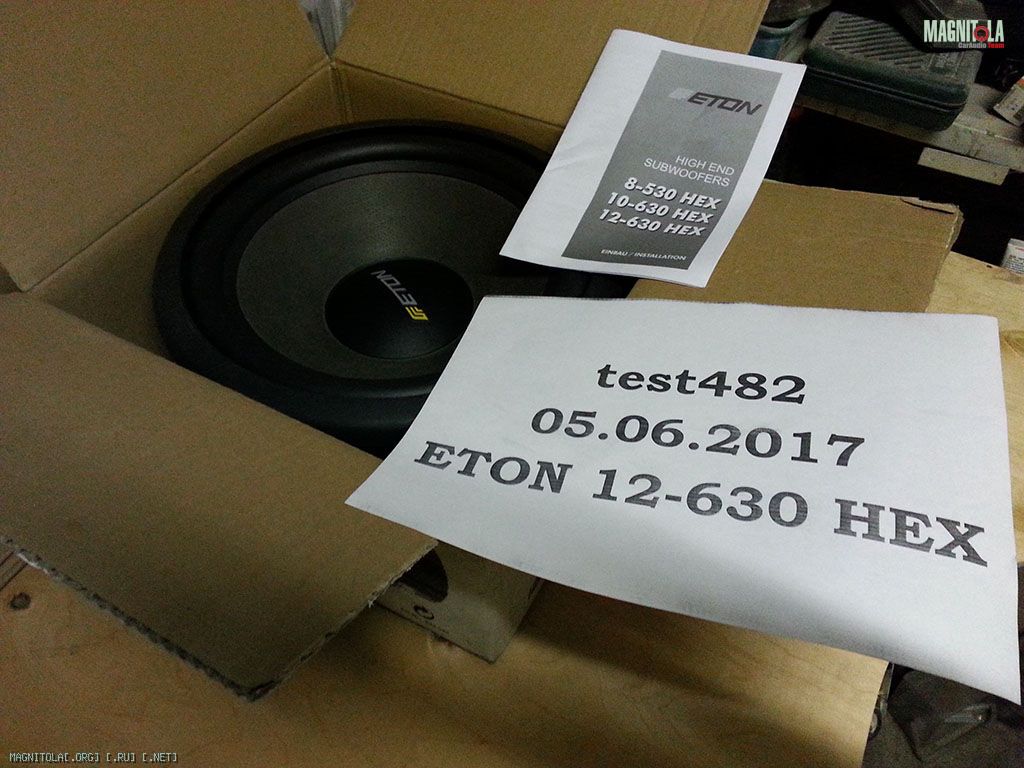 MAGNITOLA
CarAudio Team
ETON
HIGH END
SUBWOOFERS
8-530 HEX
10-630 HEX
12-630 HEX
EINBAU / INSTALLATION
ETON
test482
05.06.2017
ETON 12-630 HEX
MAGNITOLA[.ORG] [.RU] [.NET]